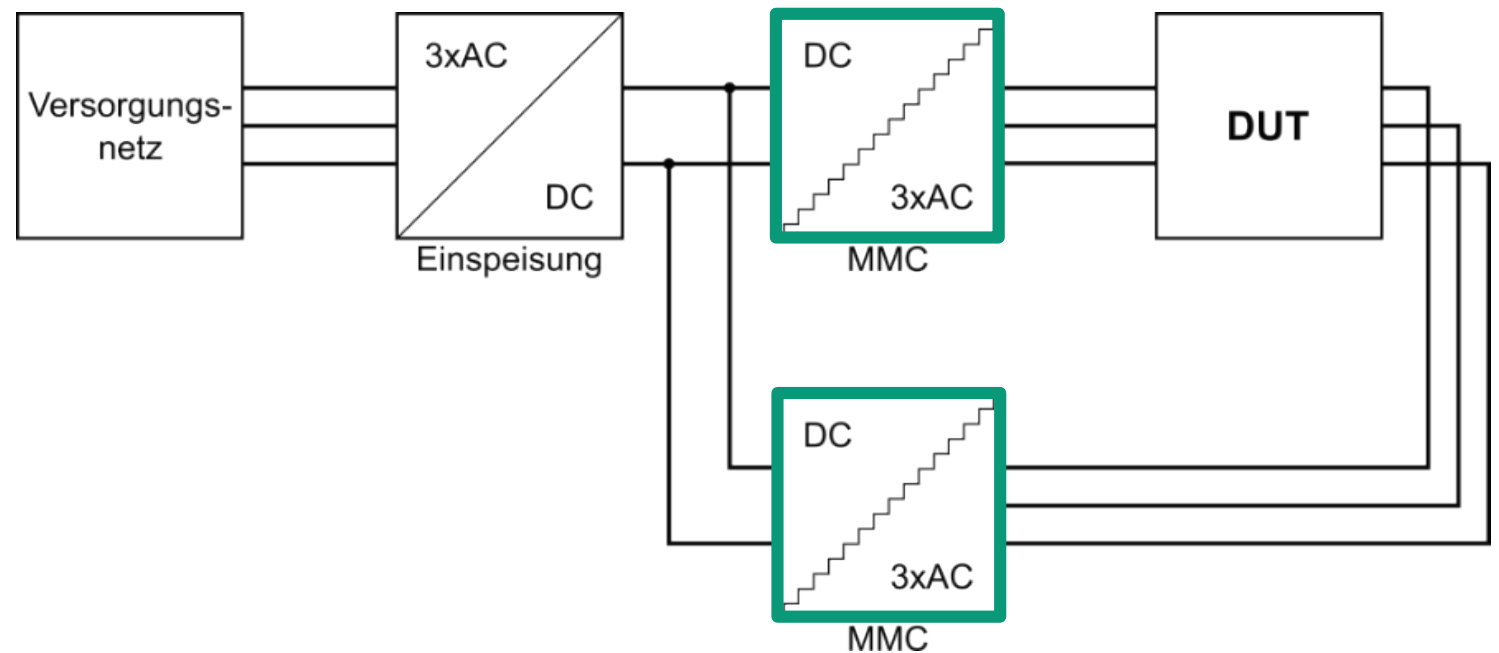 Versorgungs-
netz
3xAC
DC
Einspeisung
DC
3xAC
MMC
DUT
DC
3xAC
MMC